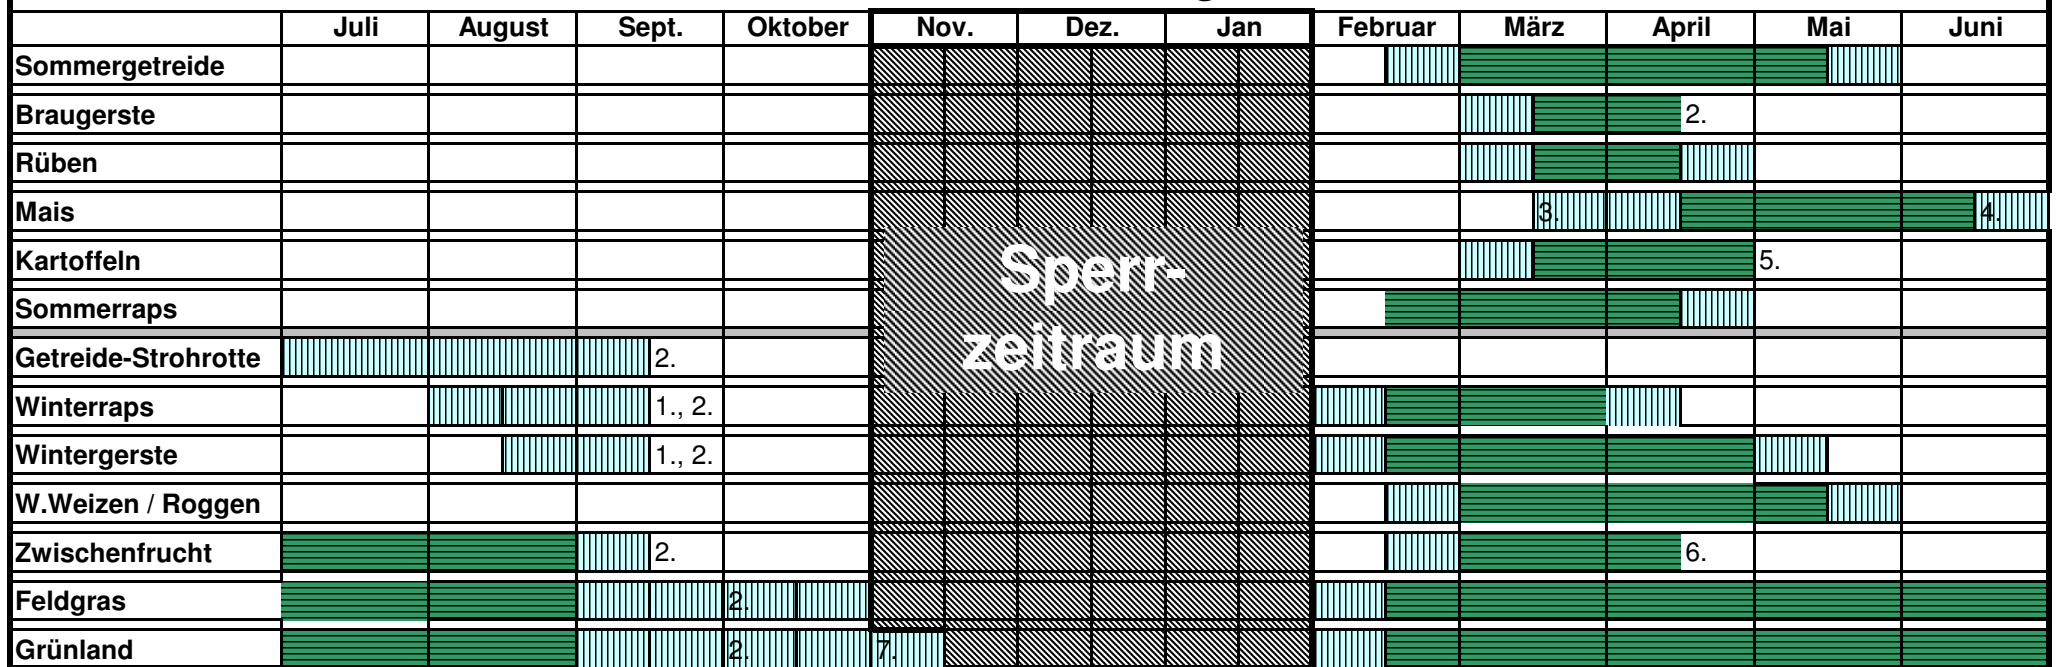 Juli August Sept. Oktober Nov. Dez. Jan Februar März April Mai Juni
Sommergetreide
Braugerste 2.
Rüben
Mais 3. 4.
Kartoffeln 5.
Sperr-
Sommerraps
zeitraum
Getreide-Strohrotte 2.
Winterraps 1., 2.
Wintergerste 1., 2.
W.Weizen / Roggen
Zwischenfrucht 2. 6.
Feldgras 2.
Grünland 2. 7.